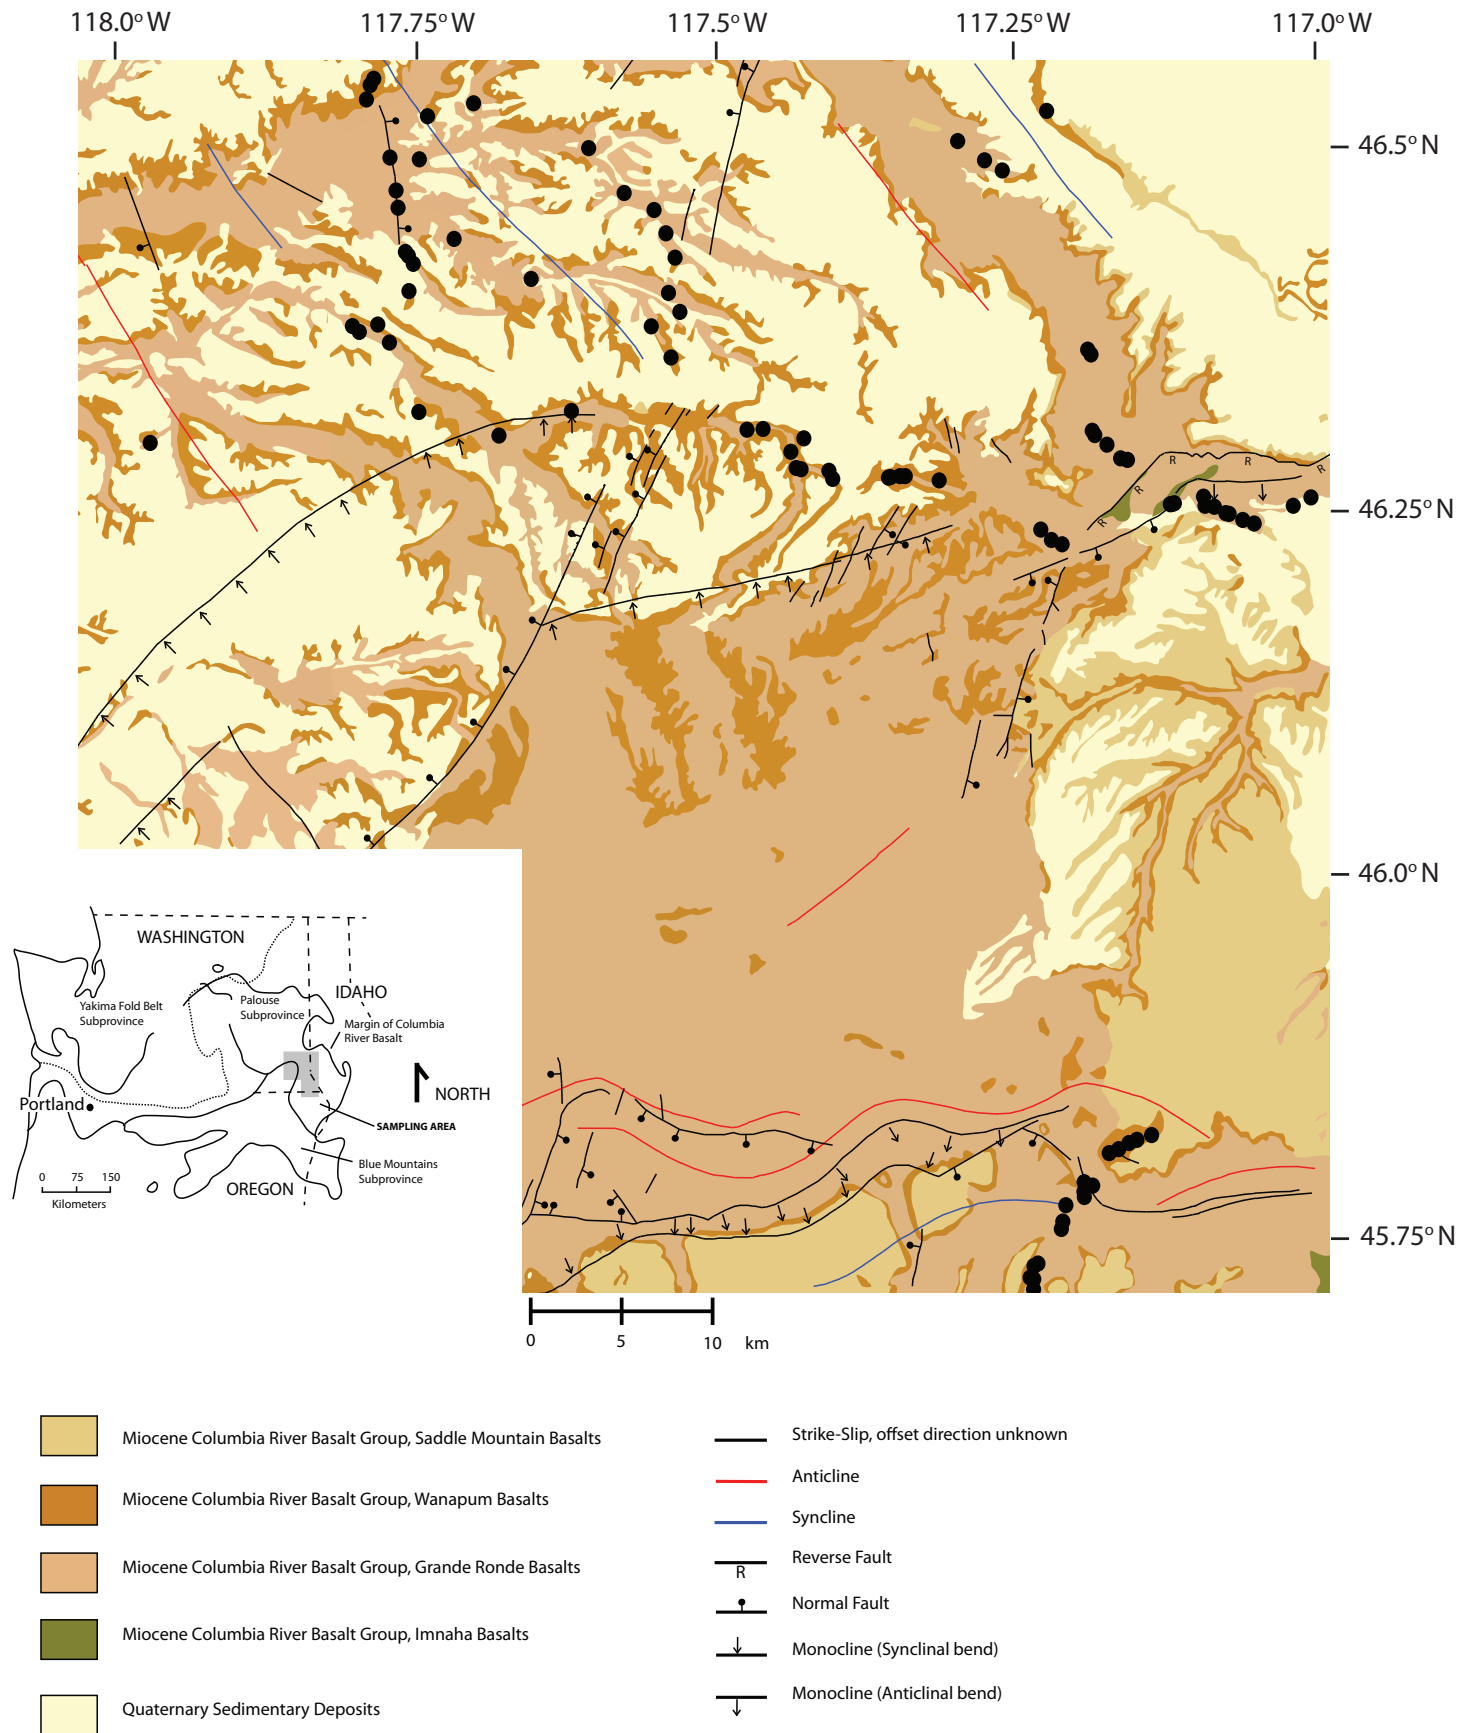 118.0° W 117.75° W 117.5° W 117.25° W 117.0° W
46.5° N
R R R
R
R
46.25° N
46.0° N
WASHINGTON
IDAHO
Yakima Fold Belt
Subprovince
Palouse
Subprovince
Margin of Columbia
River Basalt
NORTH
Portland
SAMPLING AREA
Blue Mountains
Subprovince
OREGON
0 75 150
Kilometers
45.75° N
0 5 10 km
Miocene Columbia River Basalt Group, Saddle Mountain Basalts
Miocene Columbia River Basalt Group, Wanapum Basalts
Miocene Columbia River Basalt Group, Grande Ronde Basalts
Miocene Columbia River Basalt Group, Imnaha Basalts
Quaternary Sedimentary Deposits
Strike-Slip, offset direction unknown
Anticline
Syncline
Reverse Fault
R
Normal Fault
Monocline (Synclinal bend)
Monocline (Anticlinal bend)